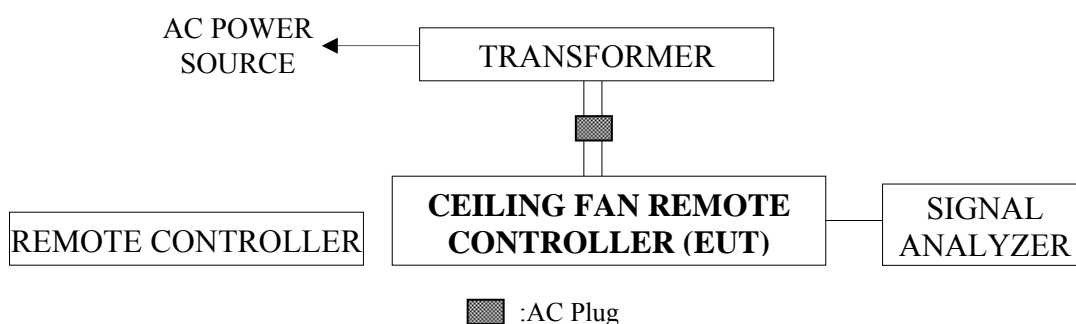 AC POWER
SOURCE
TRANSFORMER
REMOTE CONTROLLER
CEILING FAN REMOTE
CONTROLLER (EUT)
SIGNAL
ANALYZER
:AC Plug